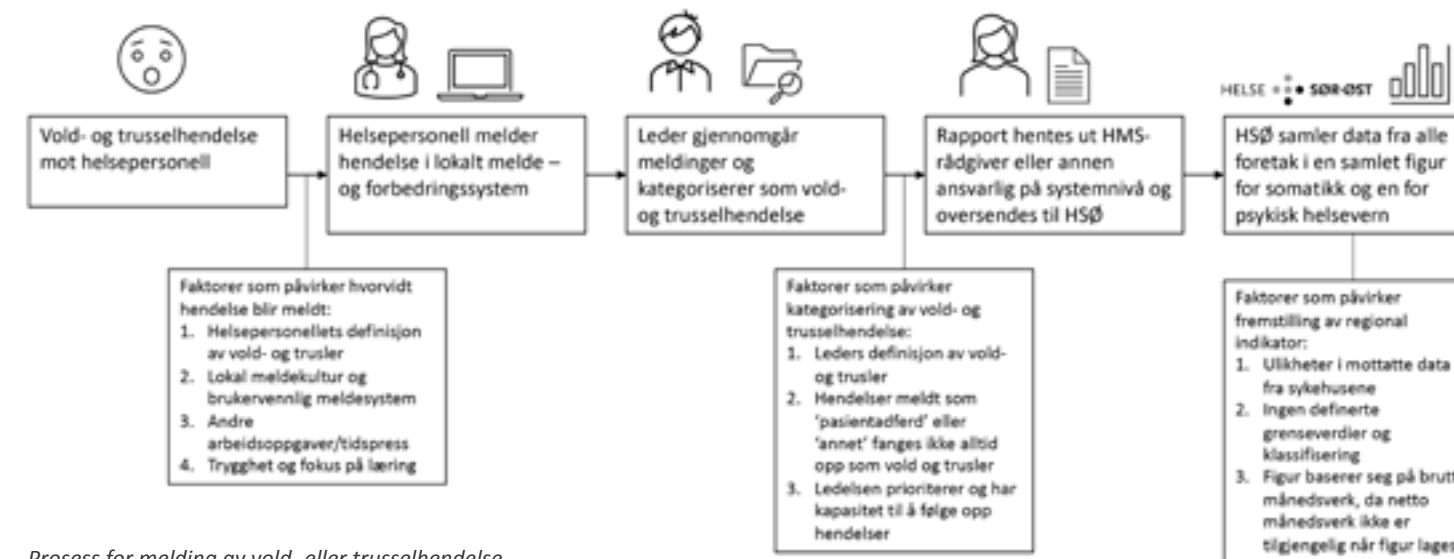 HELSE SØR-ØST
Vold- og trusselhendelse
mot helsepersonell
Helsepersonell melder
hendelse i lokalt melde –
og forbedringssystem
Leder gjennomgår
meldinger og
kategoriserer som vold-
og trusselhendelse
Rapport hentes ut HMS-
rådgiver eller annen
ansvarlig på systemnivå og
oversendes til HSØ
HSØ samler data fra alle
foretak i en samlet figur
for somatikk og en for
psykisk helsevern
Faktorer som påvirker hvorvidt
hendelse blir meldt:
1. Helsepersonellets definisjon
av vold- og trusler
2. Lokal meldekultur og
brukervennlig meldesystem
3. Andre
arbeidsoppgaver/tidspress
4. Trygghet og fokus på læring
Faktorer som påvirker
kategorisering av vold- og
trusselhendelse:
1. Leders definisjon av vold-
og trusler
2. Hendelser meldt som
'pasientadferd' eller
'annet' fanges ikke alltid
opp som vold og trusler
3. Ledelsen prioriterer og har
kapasitet til å følge opp
hendelser
Faktorer som påvirker
fremstilling av regional
indikator:
1. Ulikheter i mottatte data
fra sykehusene
2. Ingen definerte
grenseverdier og
klassifisering
3. Figur baserer seg på brutt
månedsverk, da netto
månedsverk ikke er
tilgjengelig når figur lages
Prosess for melding av vold- eller trusselhendelse